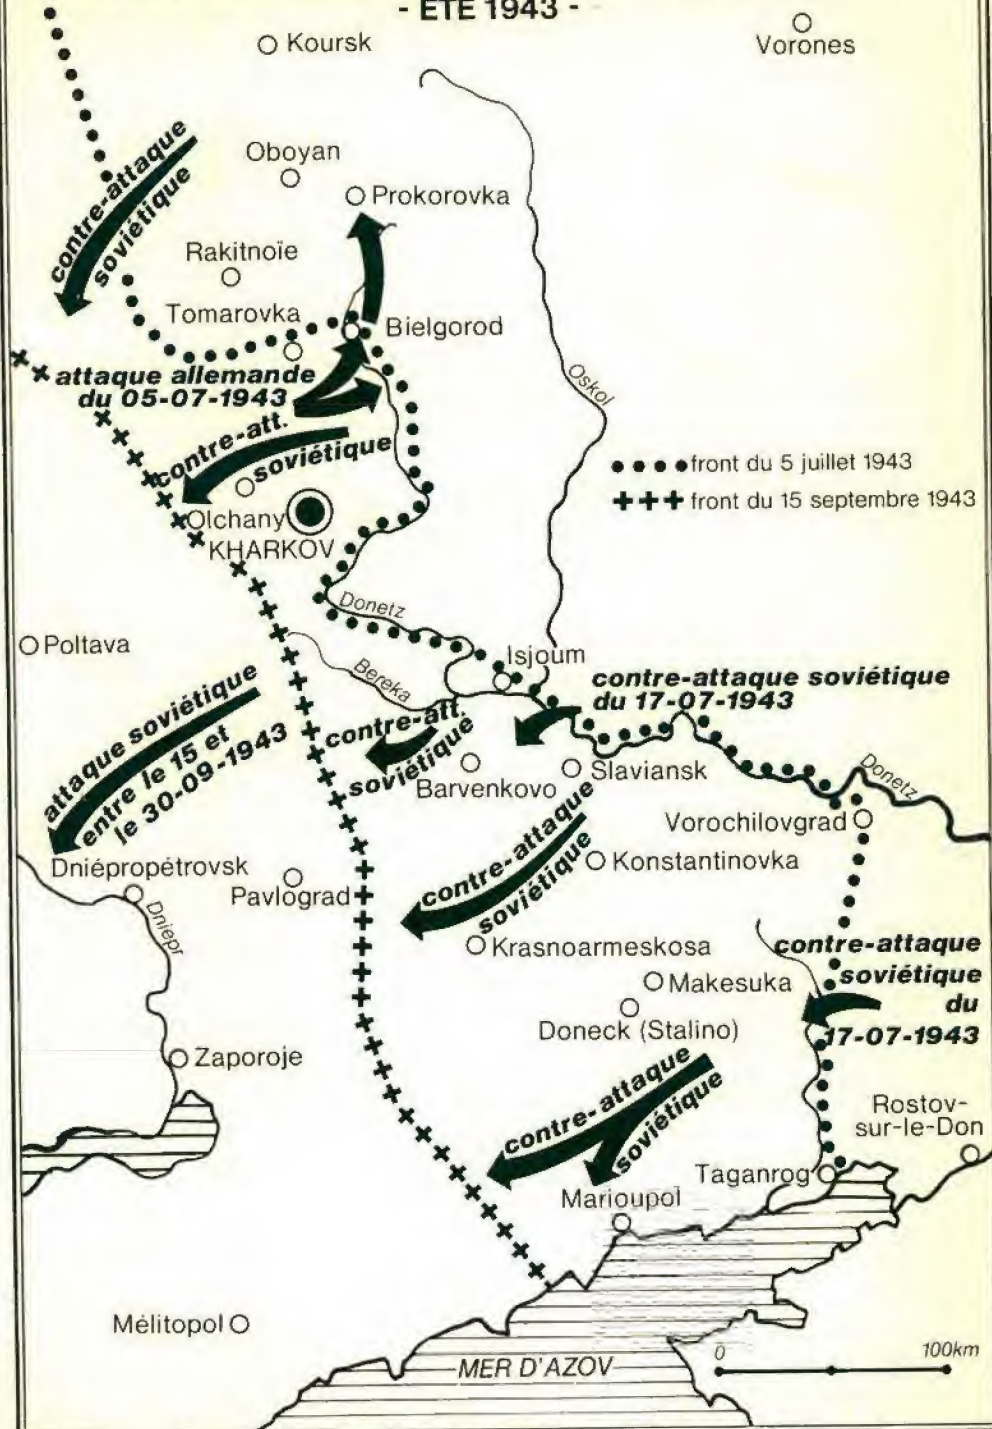 - ETE 1943 -
Koursk
Vorones
contre-attaque
soviétique
Oboyan
Prokorovka
Rakitnoïe
Tomarovka
Bielgorod
attaque allemande
du 05-07-1943
Oskol
contre-att.
soviétique
front du 5 juillet 1943
front du 15 septembre 1943
Olchany
KHARKOV
Donetz
Poltava
Isjoum
Bereka
contre-attaque soviétique
du 17-07-1943
attaque soviétique
entre le 15 et
le 30-09-1943
contre-att.
soviétique
Barvenkovo
Slaviansk
Donetz
Vorochilovgrad
Dniépropétrovsk
Dniepr
Pavlograd
contre-attaque
soviétique
Konstantinovka
Krasnoarmeskosa
contre-attaque
soviétique
du
17-07-1943
Makesuka
Doneck (Stalino)
Zaporoje
contre-attaque
soviétique
Rostov-
sur-le-Don
Taganrog
Marioupol
Mélitopol
MER D'AZOV
0
100km